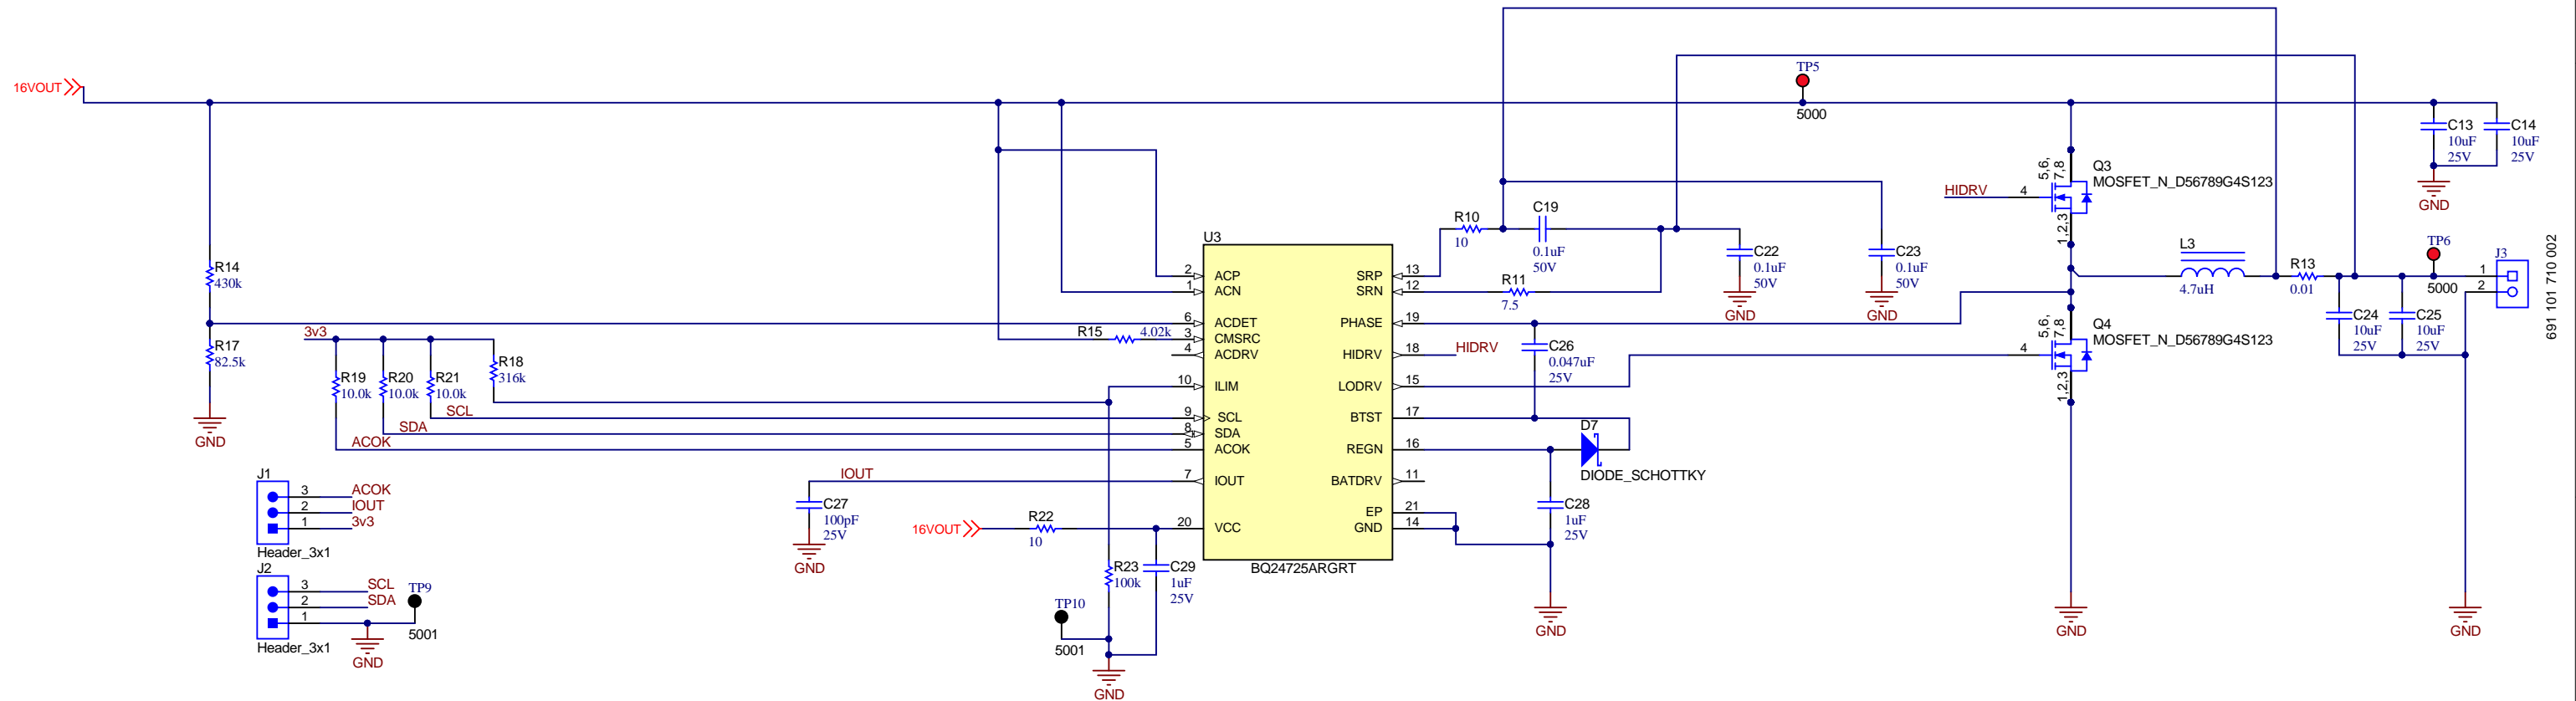 16VOUT
TP5
5000
C13
10uF
25V
C14
10uF
25V
GND
5,6,
7,8
Q3
MOSFET_N_D56789G4S123
HIDRV
4
1,2,3
R10
10
C19
0.1uF
50V
C22
0.1uF
50V
GND
C23
0.1uF
50V
GND
R11
7.5
L3
4.7uH
R13
0.01
TP6
5000
J3
1
2
691 101 710 002
C24
10uF
25V
C25
10uF
25V
GND
5,6,
7,8
Q4
MOSFET_N_D56789G4S123
4
1,2,3
GND
R14
430k
R17
82.5k
GND
3v3
R19
10.0k
R20
10.0k
R21
10.0k
R18
316k
SCL
SDA
ACOK
R15
4.02k
U3
2
ACP
1
ACN
6
ACDET
3
CMSRC
4
ACDRV
10
ILIM
9
SCL
8
SDA
5
ACOK
7
IOUT
20
VCC
SRP
13
SRN
12
PHASE
19
HIDRV
18
HIDRV
LODRV
15
BTST
17
REGN
16
BATDRV
11
EP
21
GND
14
BQ24725ARGRT
C26
0.047uF
25V
D7
DIODE_SCHOTTKY
C28
1uF
25V
GND
IOUT
C27
100pF
25V
GND
16VOUT
R22
10
R23
100k
C29
1uF
25V
TP10
5001
GND
J1
3
ACOK
2
IOUT
1
3v3
Header_3x1
J2
3
SCL
2
SDA
1
Header_3x1
TP9
5001
GND